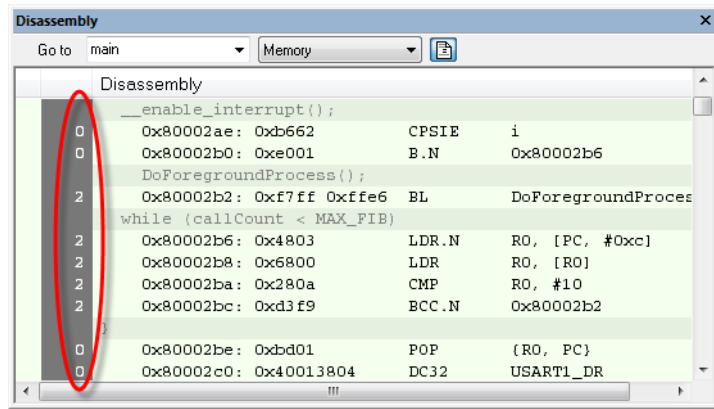 Disassembly
Go to main Memory
Disassembly
__enable_interrupt();
0 0x80002ae: 0xb662 CPSIE i
0 0x80002b0: 0xe001 B.N 0x80002b6
DoForegroundProcess();
2 0x80002b2: 0xf7ff 0xffe6 BL DoForegroundProces
while (callCount < MAX_FIB)
2 0x80002b6: 0x4803 LDR.N R0, [PC, #0xc]
2 0x80002b8: 0x6800 LDR R0, [R0]
2 0x80002ba: 0x280a CMP R0, #10
2 0x80002bc: 0xd3f9 BCC.N 0x80002b2
}
0 0x80002be: 0xbd01 POP {R0, PC}
0 0x80002c0: 0x40013804 DC32 USART1_DR